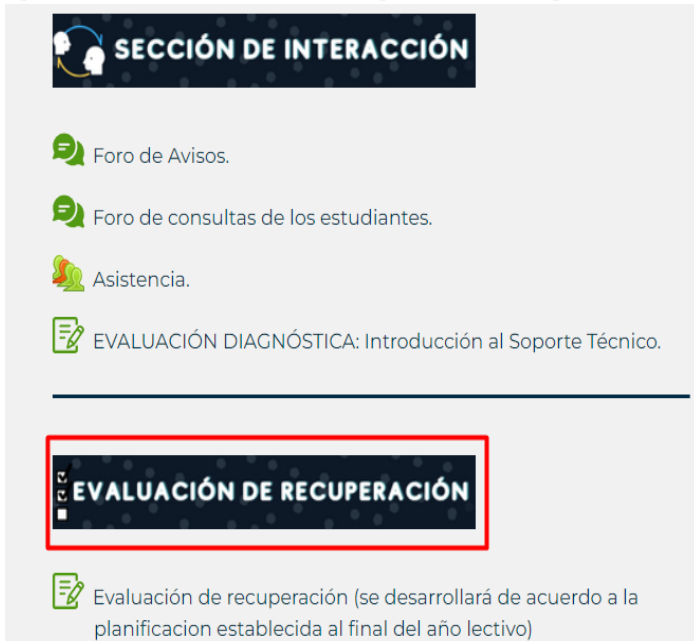 SECCIÓN DE INTERACCIÓN
Foro de Avisos.
Foro de consultas de los estudiantes.
Asistencia.
EVALUACIÓN DIAGNÓSTICA: Introducción al Soporte Técnico.
EVALUACIÓN DE RECUPERACIÓN
Evaluación de recuperación (se desarrollará de acuerdo a la
planificacion establecida al final del año lectivo)